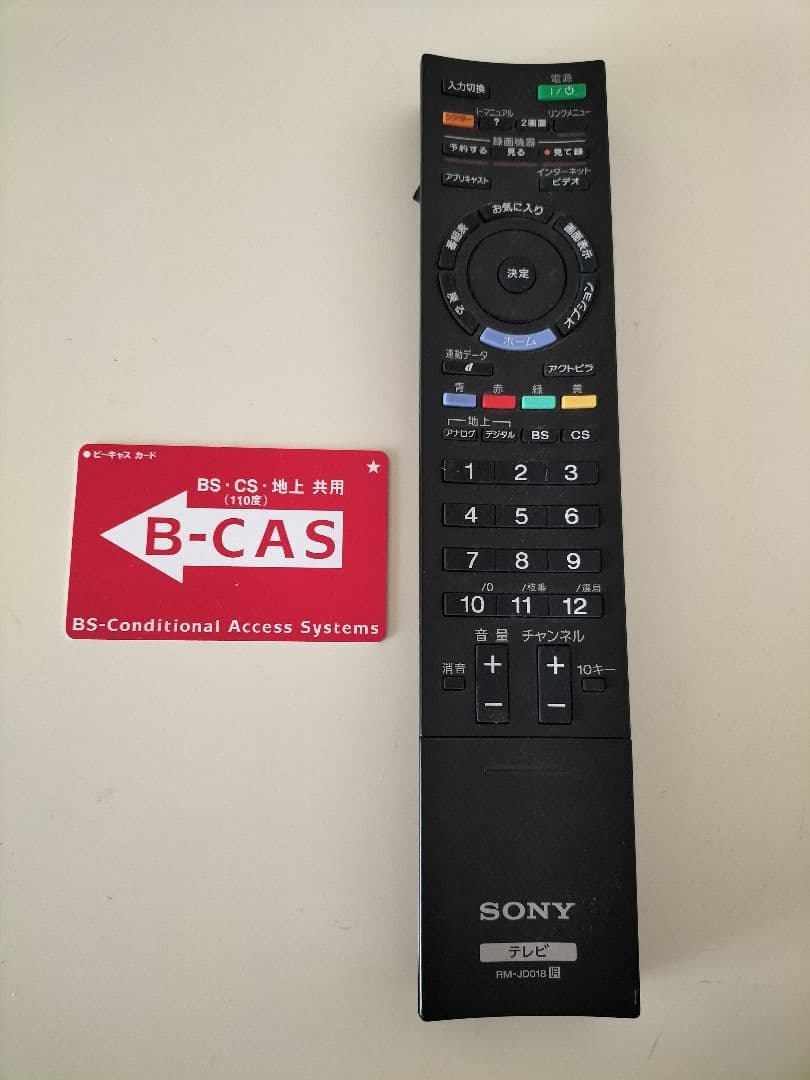 ● ビーキャス カード
★
BS・CS・地上 共用
(110度)
B-CAS
BS-Conditional Access Systems
入力切換
電源
I/⏻
シアター
i-マニュアル
?
2画面
リンクメニュー
録画機器
予約する
見る
●見て録
アプリキャスト
インターネット
ビデオ
お気に入り
番組表
画面表示
決定
戻る
オプション
ホーム
連動データ
d
アクトビラ
青 赤 緑 黄
地上
アナログ デジタル BS CS
1 2 3
4 5 6
7 8 9
/0 /枝番 /選局
10 11 12
音量 チャンネル
消音
+ +
10キー
− −
SONY
テレビ
RM-JD018 IR